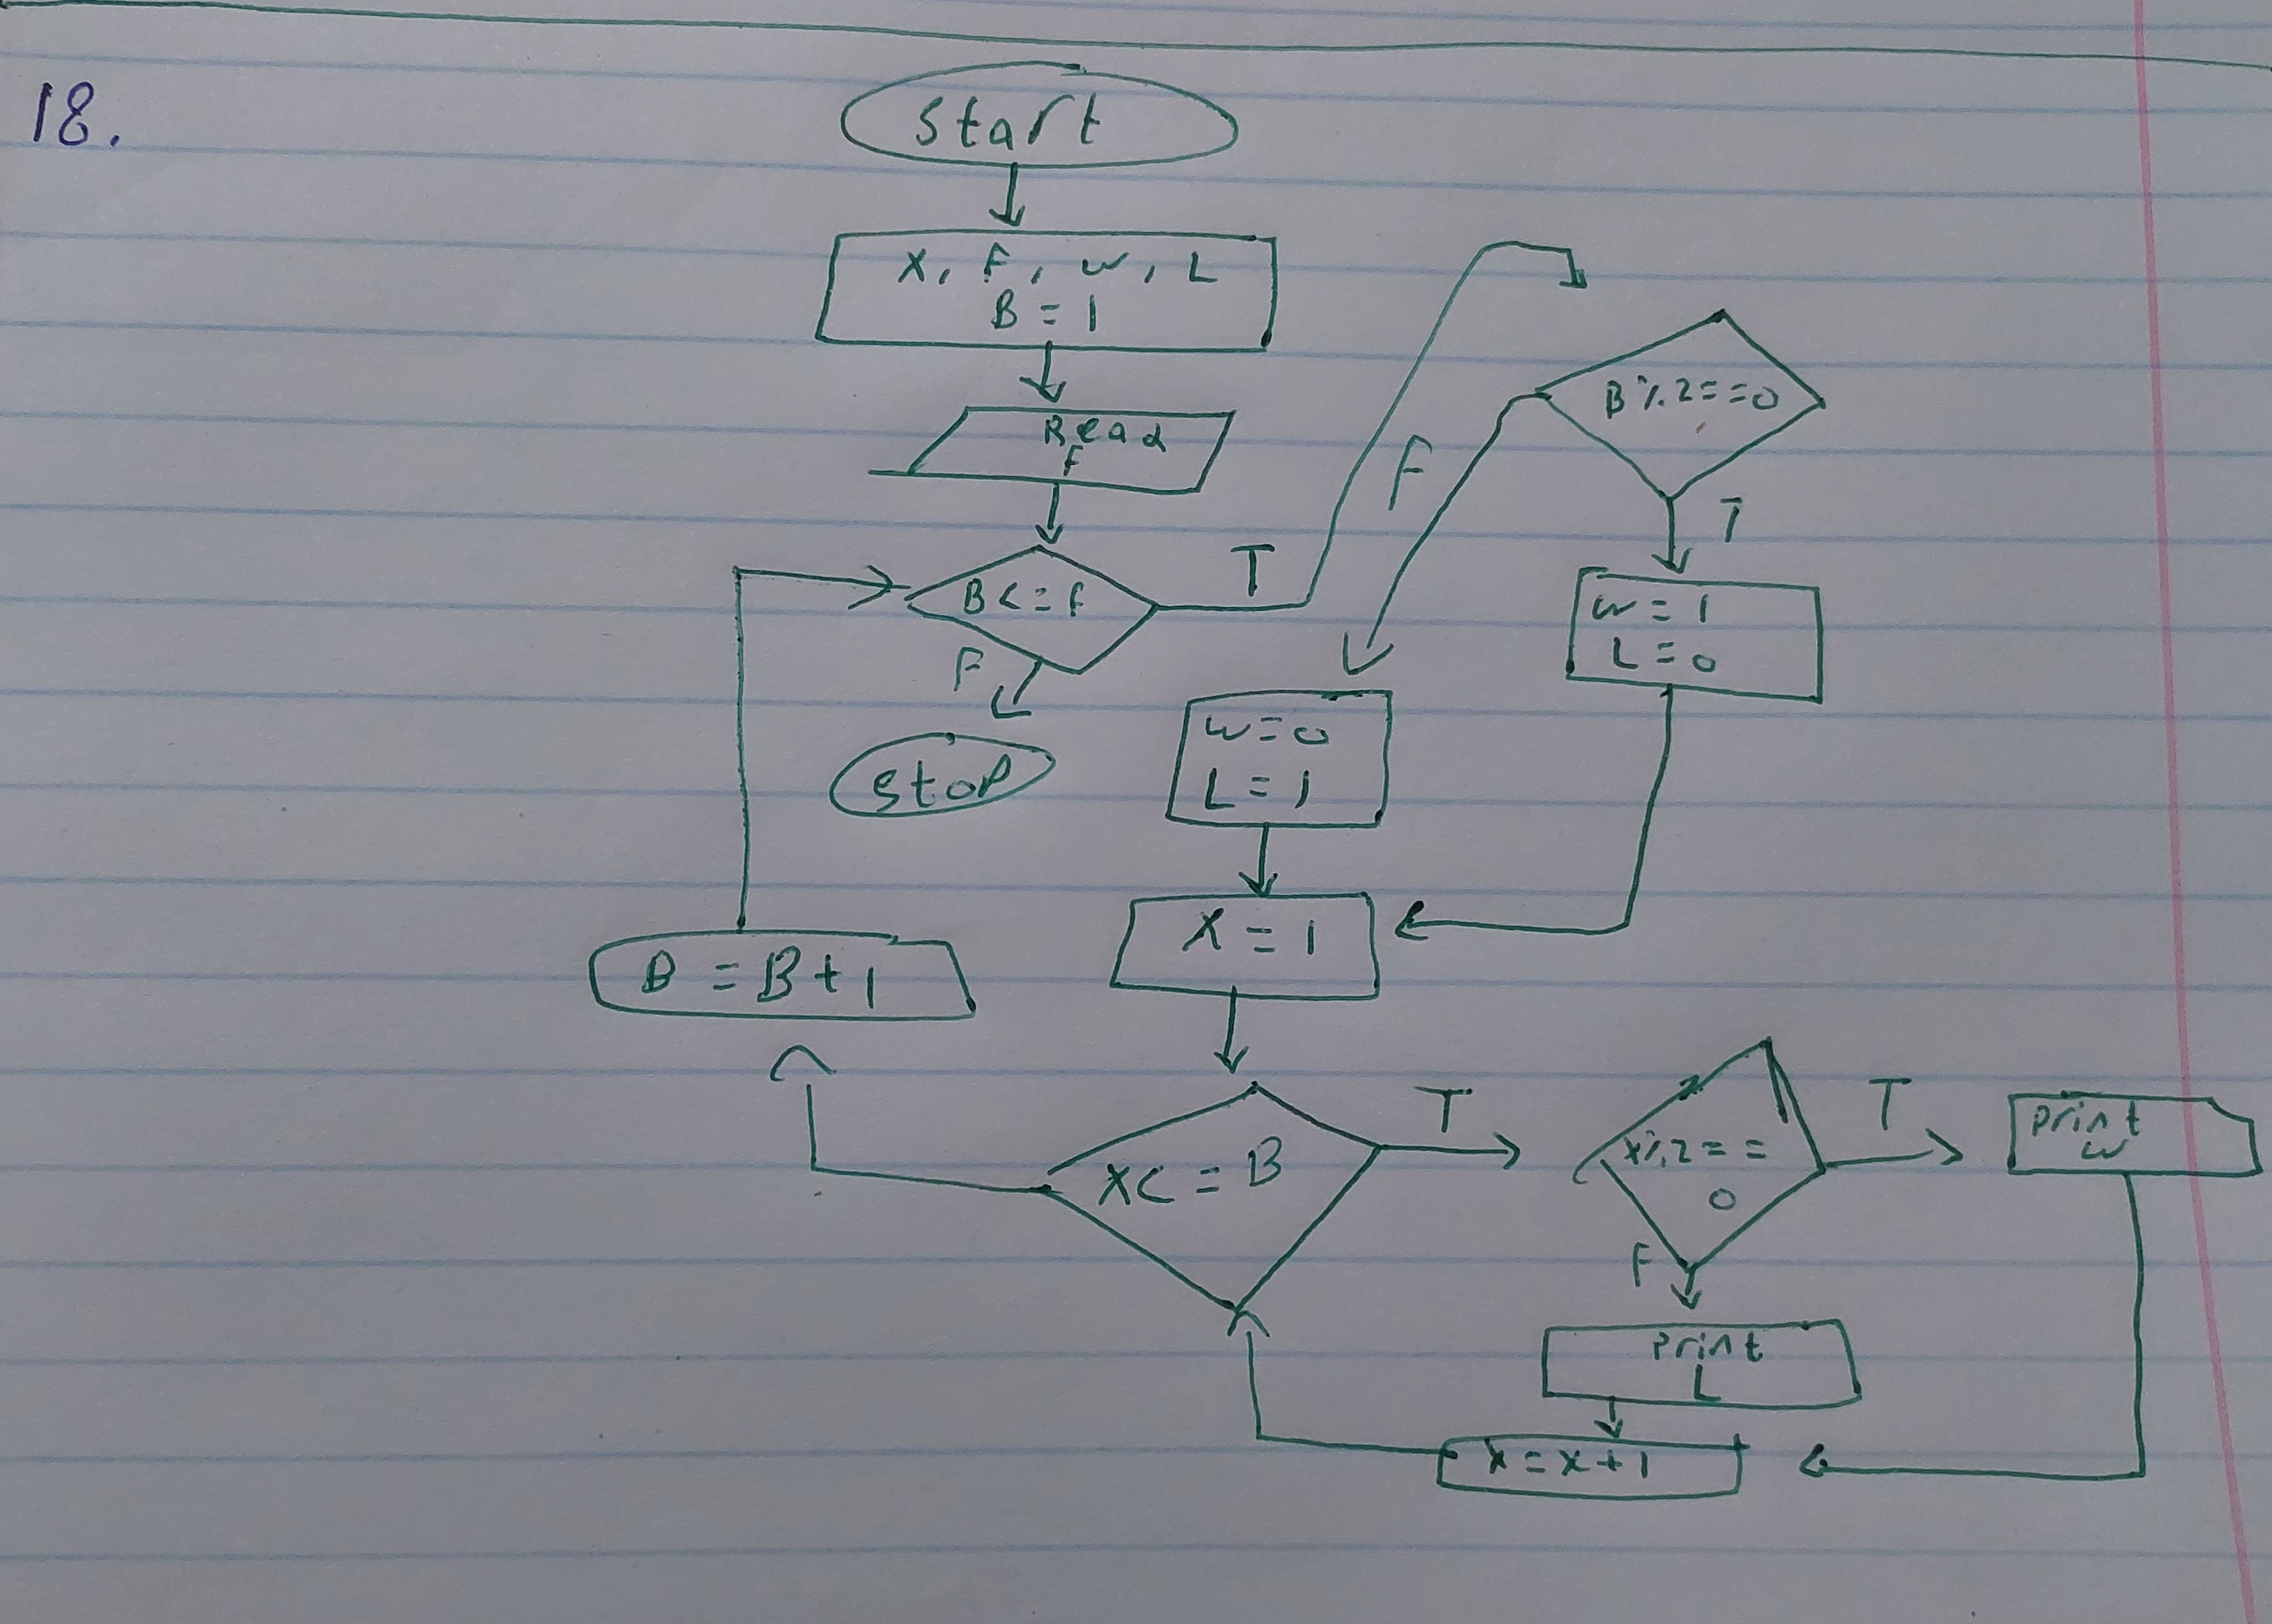 18.
start
X, F, w, L
B = 1
Read
F
B <= F
T
F
stop
B%2==0
F
T
w = 1
L = 0
w = 0
L = 1
X = 1
B = B + 1
X <= B
T
X%2==
0
T
print
w
F
print
L
X = X + 1